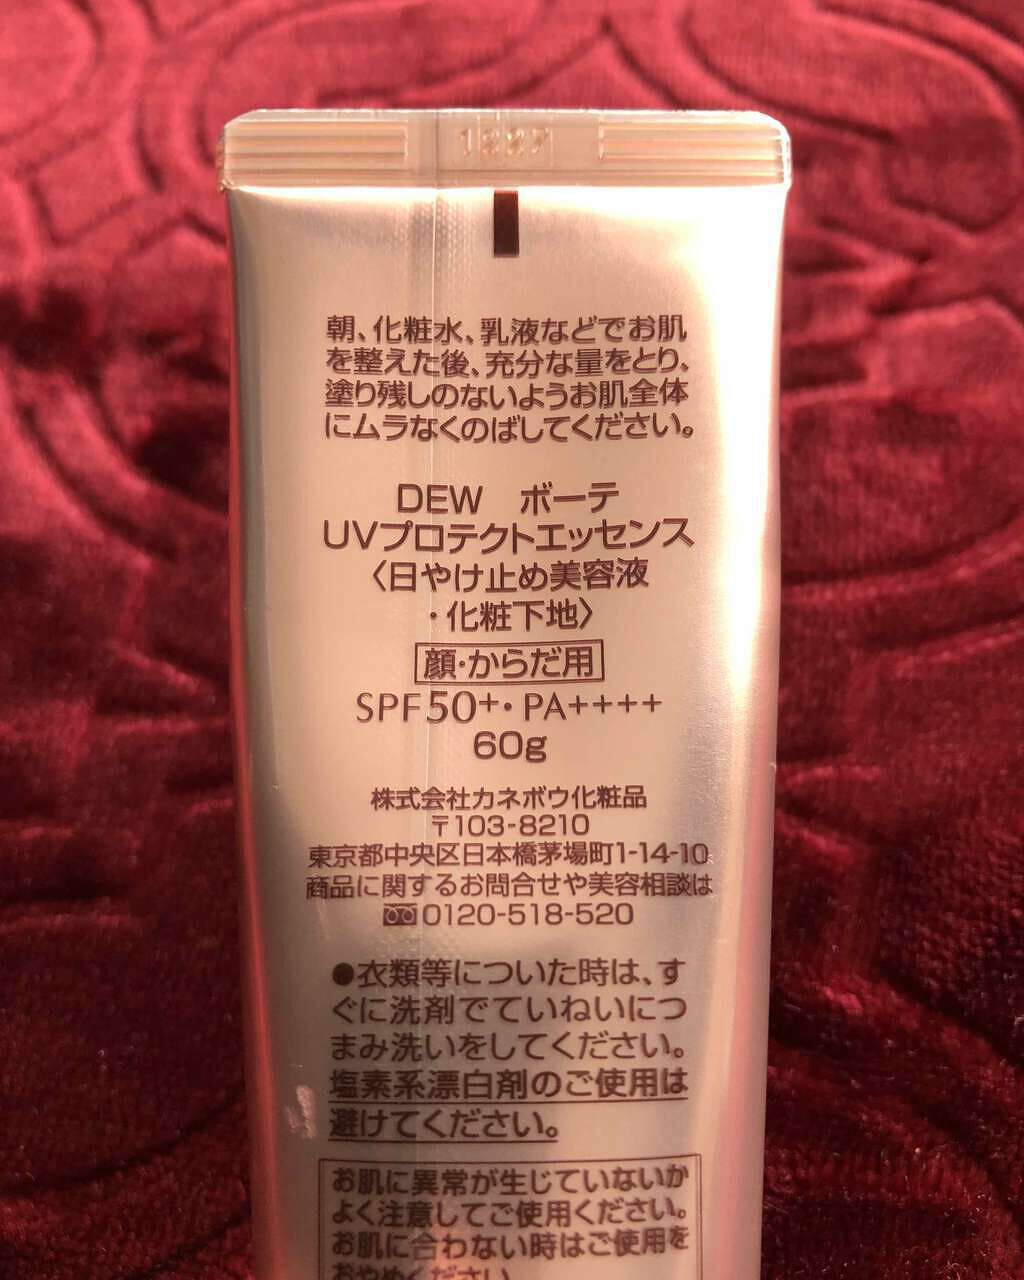 1227
朝、化粧水、乳液などでお肌
を整えた後、充分な量をとり、
塗り残しのないようお肌全体
にムラなくのばしてください。
DEW ボーテ
UVプロテクトエッセンス
〈日やけ止め美容液
・化粧下地〉
顔・からだ用
SPF50+・PA++++
60g
株式会社カネボウ化粧品
〒103-8210
東京都中央区日本橋茅場町1-14-10
商品に関するお問合せや美容相談は
0120-518-520
●衣類等についた時は、す
ぐに洗剤でていねいにつ
まみ洗いをしてください。
塩素系漂白剤のご使用は
避けてください。
お肌に異常が生じていないか
よく注意してご使用ください。
お肌に合わない時はご使用を
おやめください。